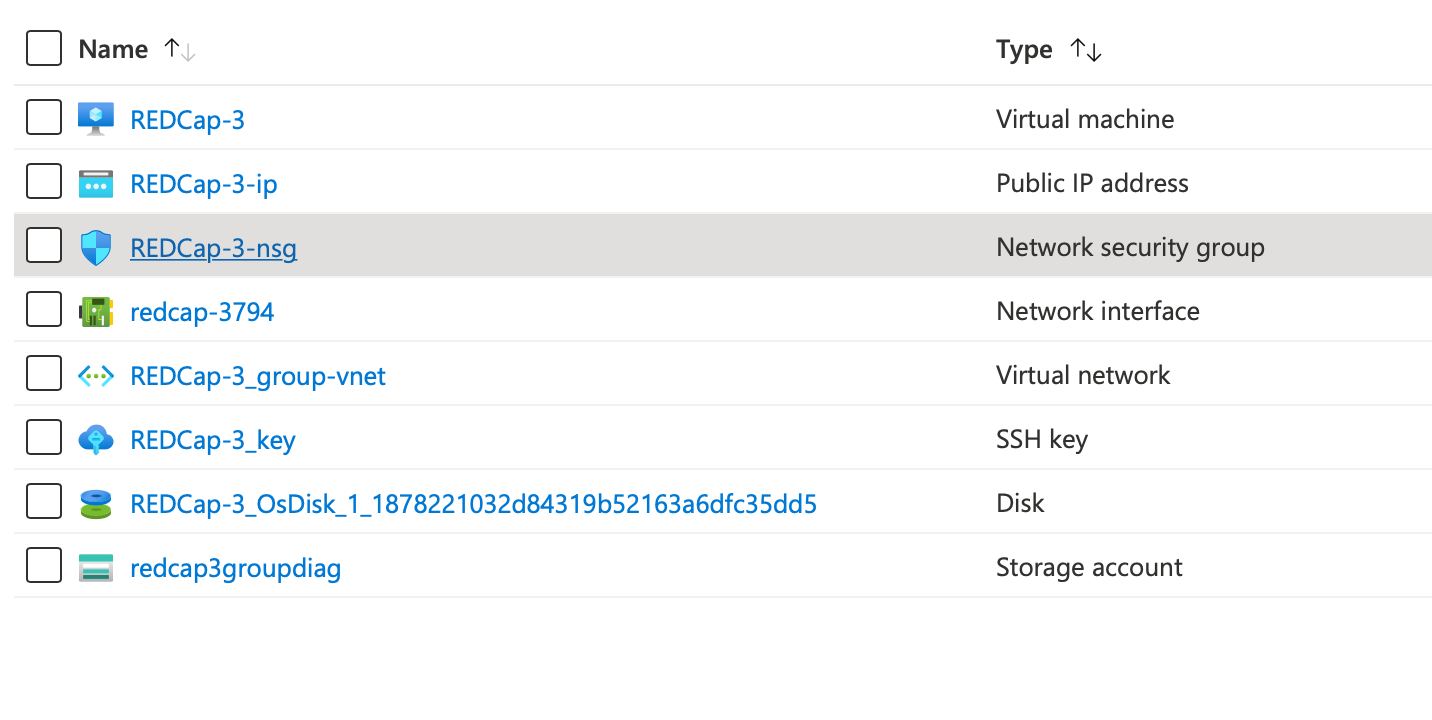 Name Type
REDCap-3 Virtual machine
REDCap-3-ip Public IP address
REDCap-3-nsg Network security group
redcap-3794 Network interface
REDCap-3_group-vnet Virtual network
REDCap-3_key SSH key
REDCap-3_OsDisk_1_1878221032d84319b52163a6dfc35dd5 Disk
redcap3groupdiag Storage account